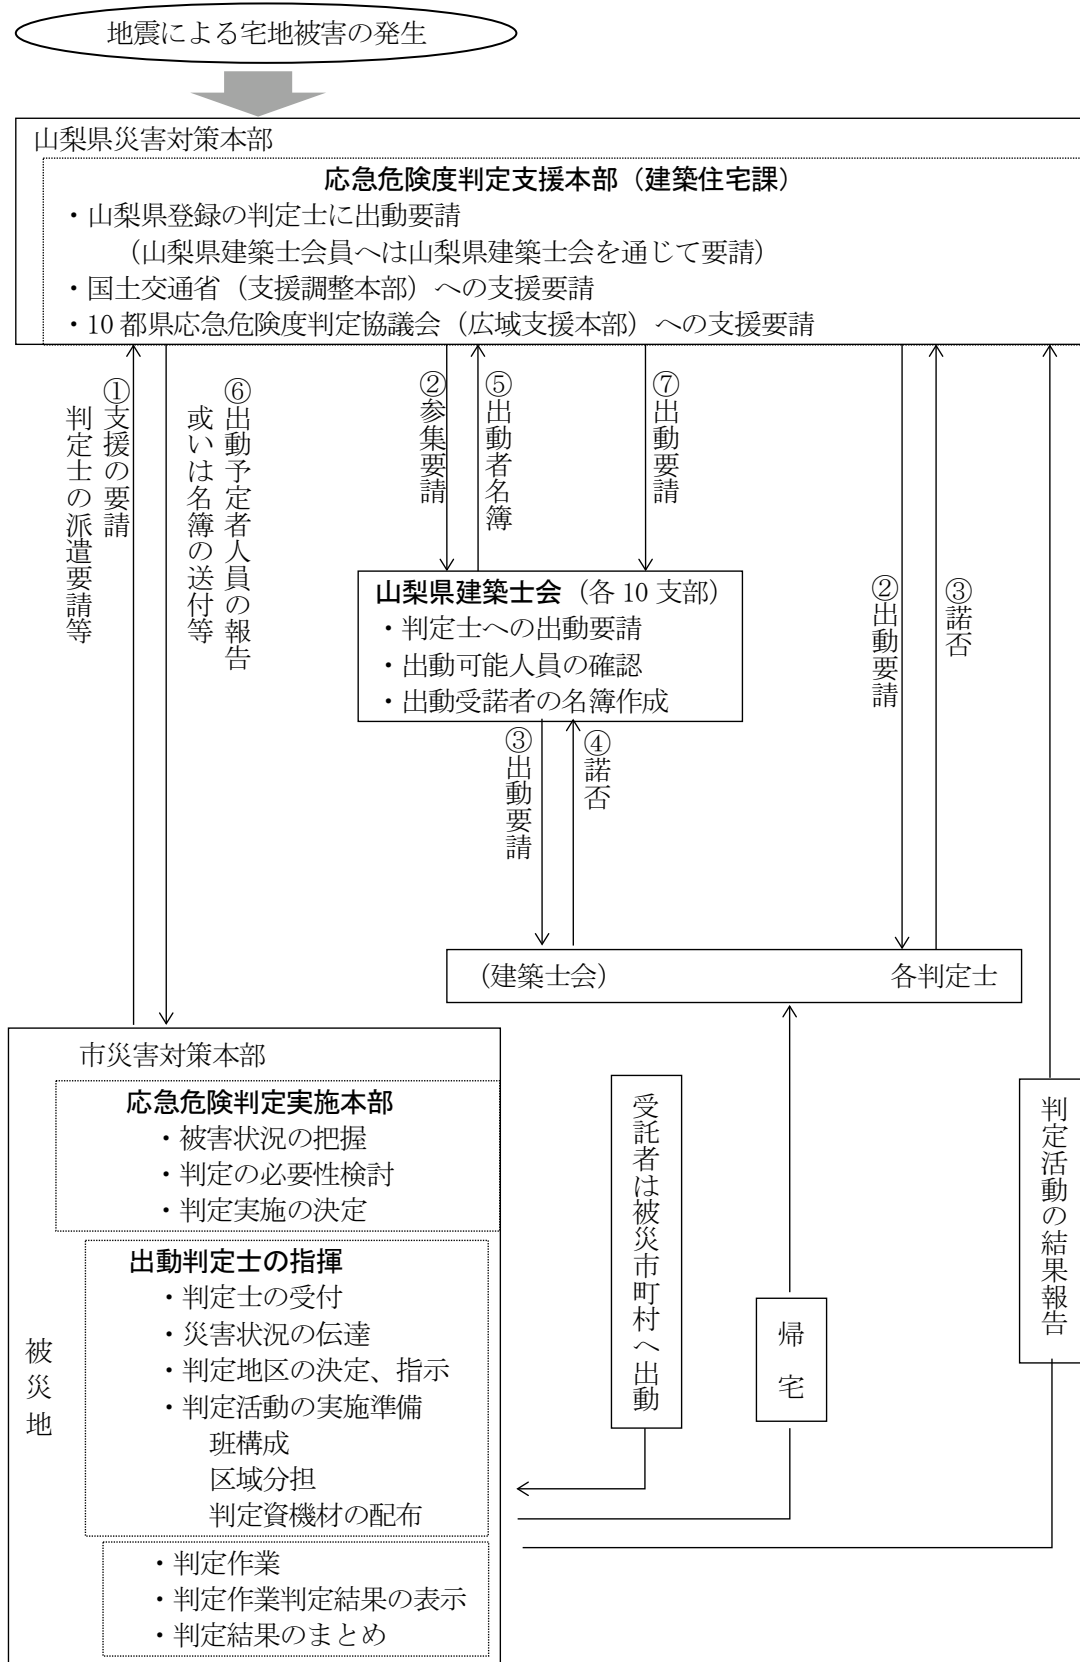 地震による宅地被害の発生
山梨県災害対策本部
応急危険度判定支援本部（建築住宅課）
・山梨県登録の判定士に出動要請
（山梨県建築士会員へは山梨県建築士会を通じて要請）
・国土交通省（支援調整本部）への支援要請
・10都県応急危険度判定協議会（広域支援本部）への支援要請
①支援の要請
判定士の派遣要請等
⑥出動予定者人員の報告
或いは名簿の送付等
②参集要請
⑤出動者名簿
⑦出動要請
②出動要請
③諾否
山梨県建築士会（各10支部）
・判定士への出動要請
・出動可能人員の確認
・出動受諾者の名簿作成
③出動要請
④諾否
（建築士会） 各判定士
市災害対策本部
応急危険判定実施本部
・被害状況の把握
・判定の必要性検討
・判定実施の決定
出動判定士の指揮
・判定士の受付
・災害状況の伝達
・判定地区の決定、指示
・判定活動の実施準備
班構成
区域分担
判定資機材の配布
・判定作業
・判定作業判定結果の表示
・判定結果のまとめ
被災地
受託者は被災市町村へ出動
帰宅
判定活動の結果報告